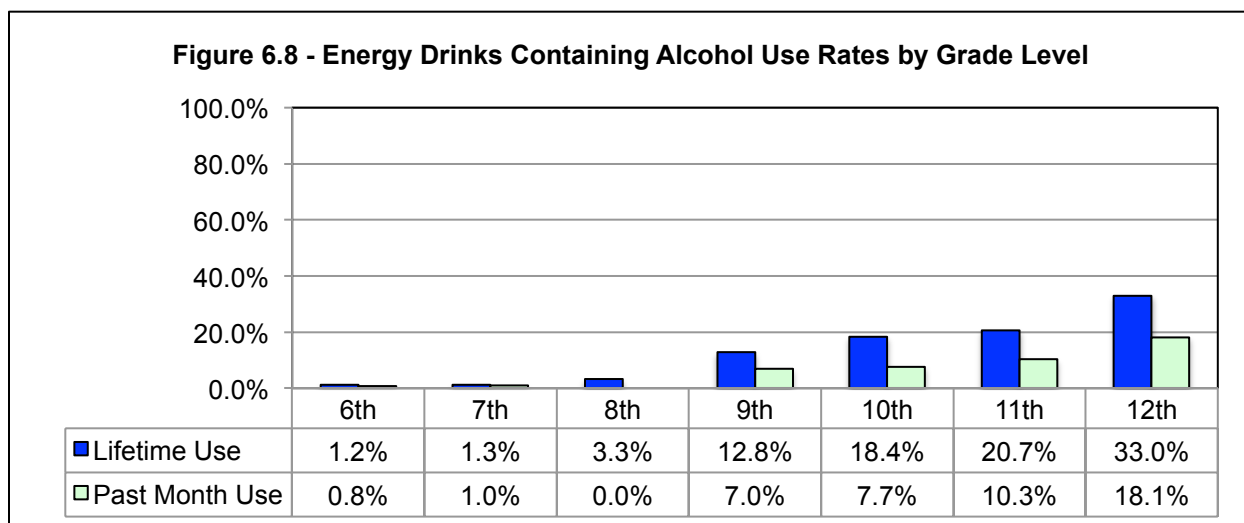 Figure 6.8 - Energy Drinks Containing Alcohol Use Rates by Grade Level
100.0%
80.0%
60.0%
40.0%
20.0%
0.0%
6th 7th 8th 9th 10th 11th 12th
Lifetime Use 1.2% 1.3% 3.3% 12.8% 18.4% 20.7% 33.0%
Past Month Use 0.8% 1.0% 0.0% 7.0% 7.7% 10.3% 18.1%